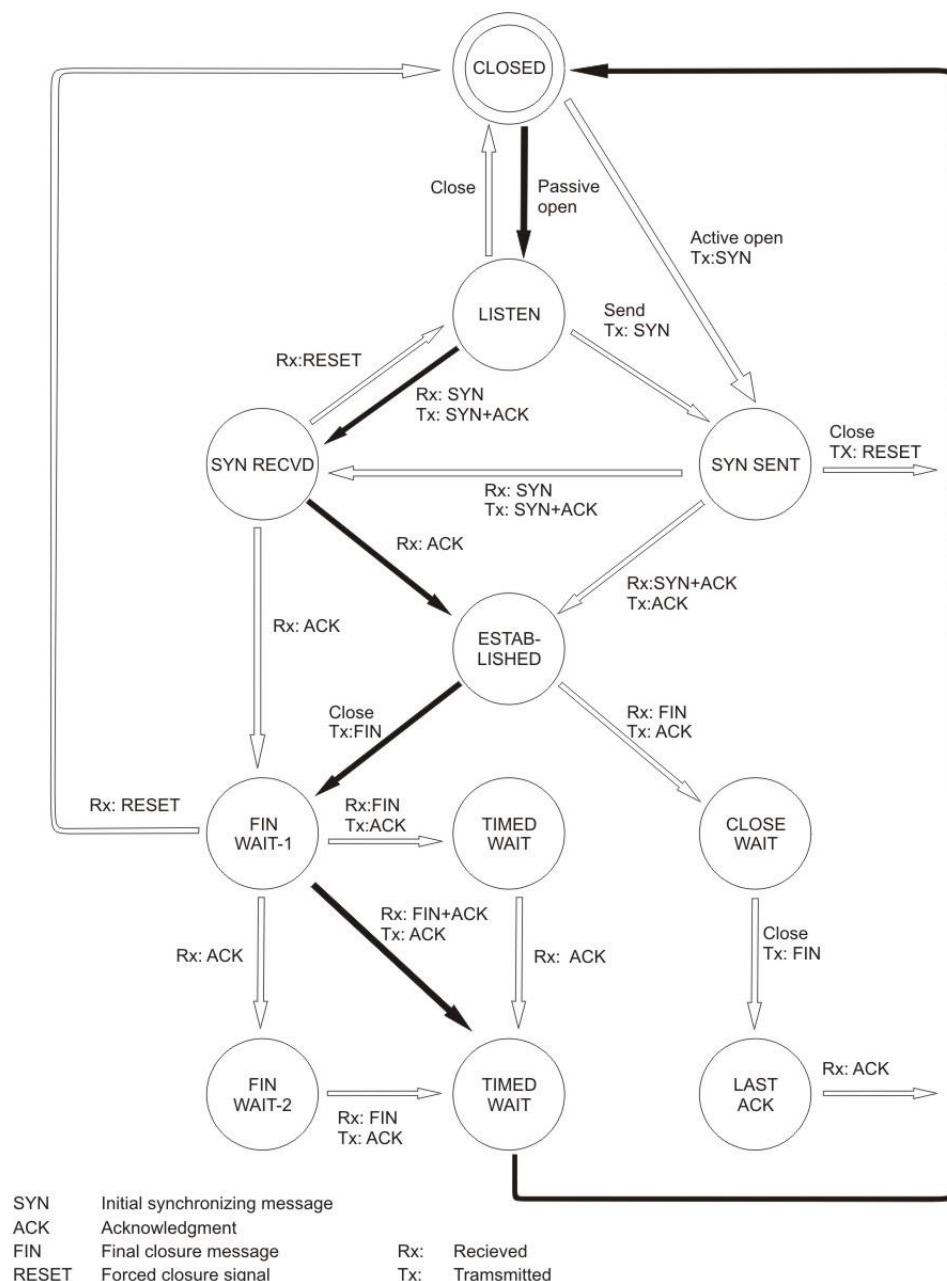 CLOSED
Close
Passive
open
Active open
Tx:SYN
LISTEN
Send
Tx: SYN
Rx:RESET
Rx: SYN
Tx: SYN+ACK
SYN RECVD
SYN SENT
Close
TX: RESET
Rx: SYN
Tx: SYN+ACK
Rx: ACK
Rx:SYN+ACK
Tx:ACK
Rx: ACK
ESTAB-
LISHED
Close
Tx:FIN
Rx: FIN
Tx: ACK
Rx: RESET
FIN
WAIT-1
Rx:FIN
Tx:ACK
TIMED
WAIT
CLOSE
WAIT
Rx: ACK
Rx: FIN+ACK
Tx: ACK
Rx: ACK
Close
Tx: FIN
FIN
WAIT-2
Rx: FIN
Tx: ACK
TIMED
WAIT
LAST
ACK
Rx: ACK
SYN Initial synchronizing message
ACK Acknowledgment
FIN Final closure message Rx: Recieved
RESET Forced closure signal Tx: Tramsmitted